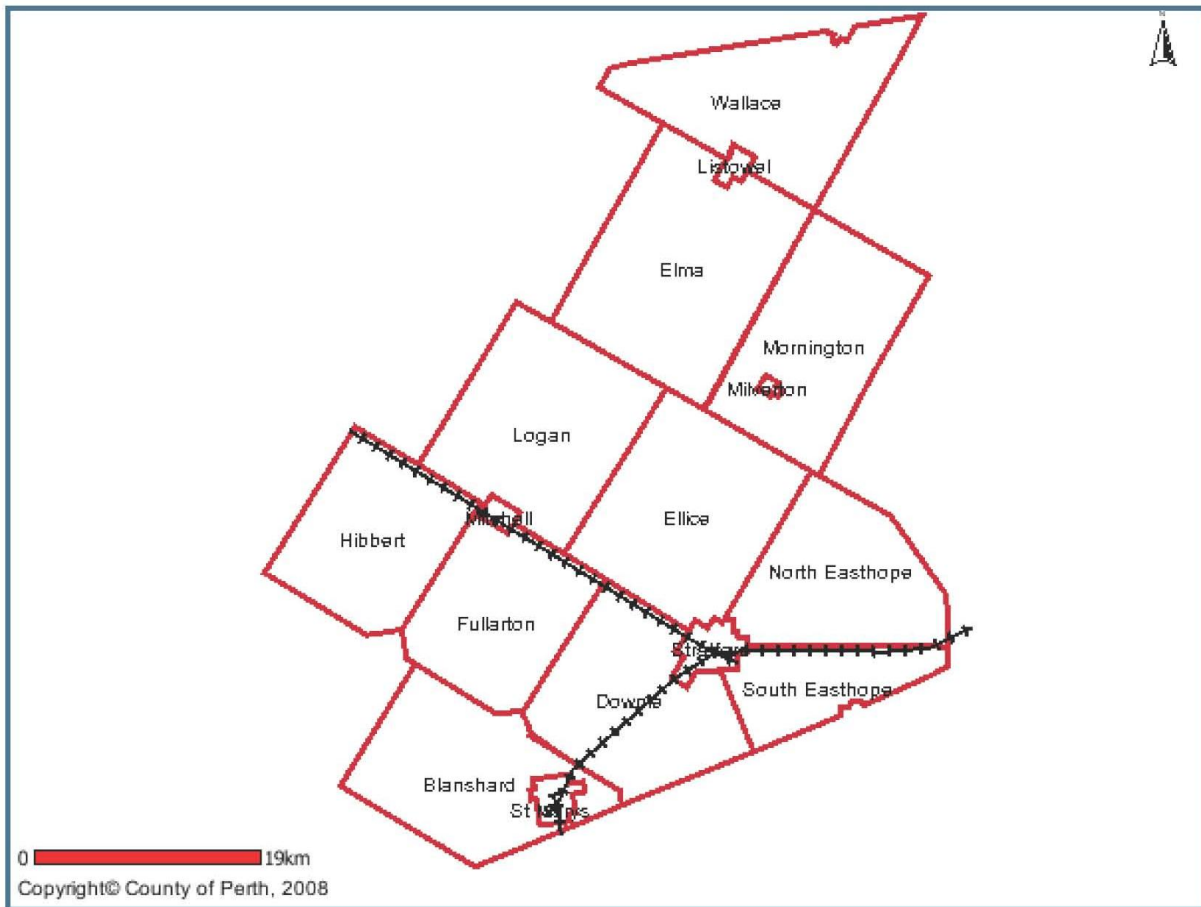 N
Wallace
Listowel
Elma
Mornington
Milverton
Logan
Mitchell
Ellice
Hibbert
North Easthope
Fullarton
Stratford
South Easthope
Downie
Blanshard
St Marks
0 19km
Copyright© County of Perth, 2008